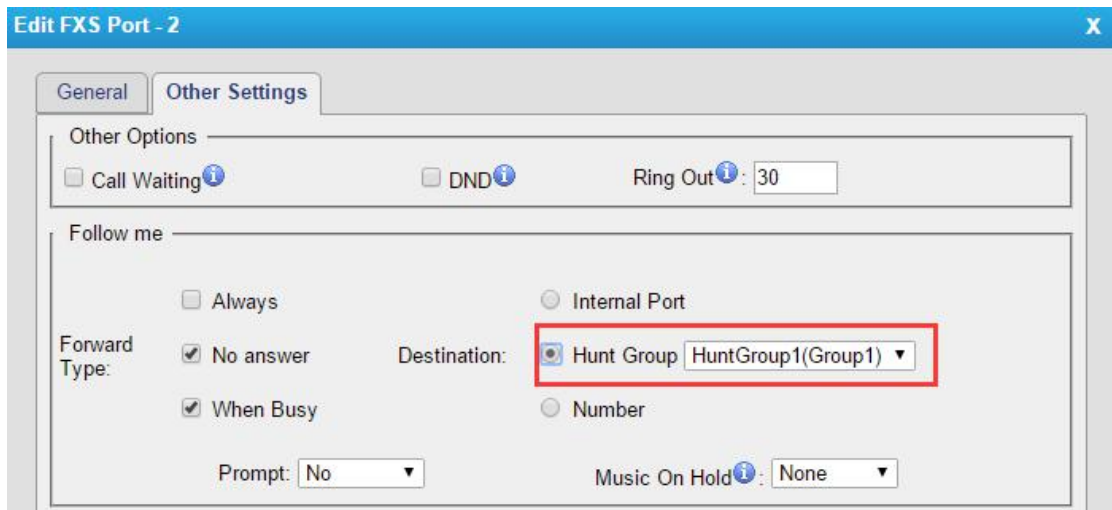 Edit FXS Port - 2 X
General Other Settings
Other Options
Call Waiting DND Ring Out : 30
Follow me
Always Internal Port
Forward Type: No answer Destination: Hunt Group HuntGroup1(Group1)
When Busy Number
Prompt: No Music On Hold : None